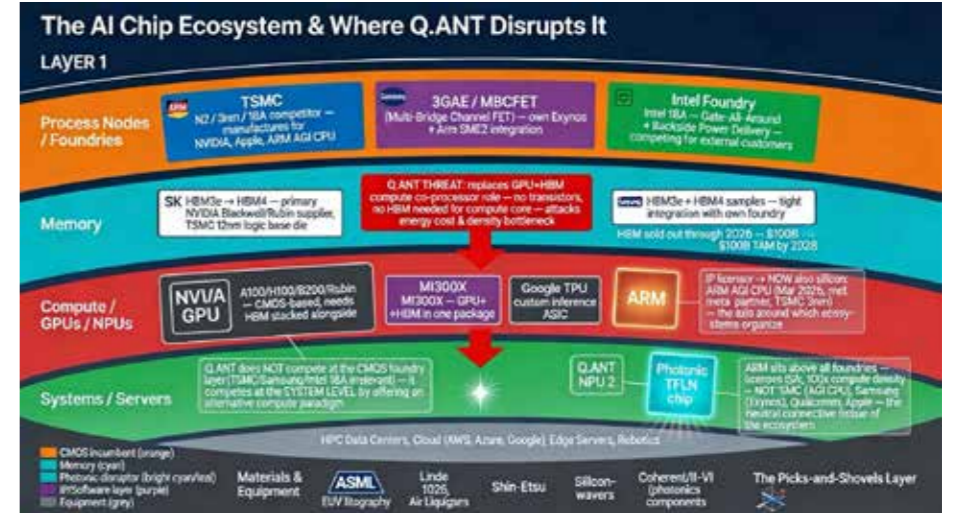 The AI Chip Ecosystem & Where Q.ANT Disrupts It
LAYER 1
Process Nodes
/ Foundries
TSMC
N2 / 3nm / 18A competitor —
manufactures for
NVIDIA, Apple, ARM AGI CPU
3GAE / MBCFET
(Multi-Bridge Channel FET) — own Exynos
+ Arm SME2 integration
Intel Foundry
Intel 18A — Gate-All-Around
+ Backside Power Delivery —
competing for external customers
Memory
SK HBM3e → HBM4 — primary
NVIDIA Blackwell/Rubin supplier,
TSMC 12nm logic base die
Q.ANT THREAT: replaces GPU+HBM
compute co-processor role — no transistors,
no HBM needed for compute core — attacks
energy cost & density bottleneck
HBM3e + HBM4 samples — tight
integration with own foundry
HBM sold out through 2026 — $100B —
$100B TAM by 2028
Compute /
GPUs / NPUs
NVI/A
GPU
A100/H100/B200/Rubin
— CMOS-based, needs
HBM stacked alongside
MI300X
MI300X — GPU+
+HBM in one package
Google TPU
custom inference
ASIC
ARM
IP licensor → NOW also silicon:
ARM AGI CPU (Mar 2026, met
meta partner, TSMC 3nm)
— the axis around which ecosy-
stems organize
Systems / Servers
Q.ANT does NOT compete at the CMOS foundry
layer (TSMC/Samsung/Intel 18A irrelevant) — it
competes at the SYSTEM LEVEL by offering an
alternative compute paradigm
Q.ANT
NPU 2
Photonic
TFLN
chip
ARM sits above all foundries —
licenses ISA, 100x compute density
— NOT SMC (AGI CPU), Samsung
(Exynos), Qualcomm, Apple — the
neutral connective tissue of
the ecosystem
HPC Data Centers, Cloud (AWS, Azure, Google), Edge Servers, Robotics
CMOS incumbent (orange)
Memory (cyan)
Photonic disruptor (bright cyan/teal)
Software layer (purple)
Equipment (grey)
Materials &
Equipment
ASML
EUV litography
Linde
1025,
Air Liquigars
Shin-Etsu
Sillcon-
wavers
Coherent/II-VI
(photonics
components
The Picks-and-Shovels Layer